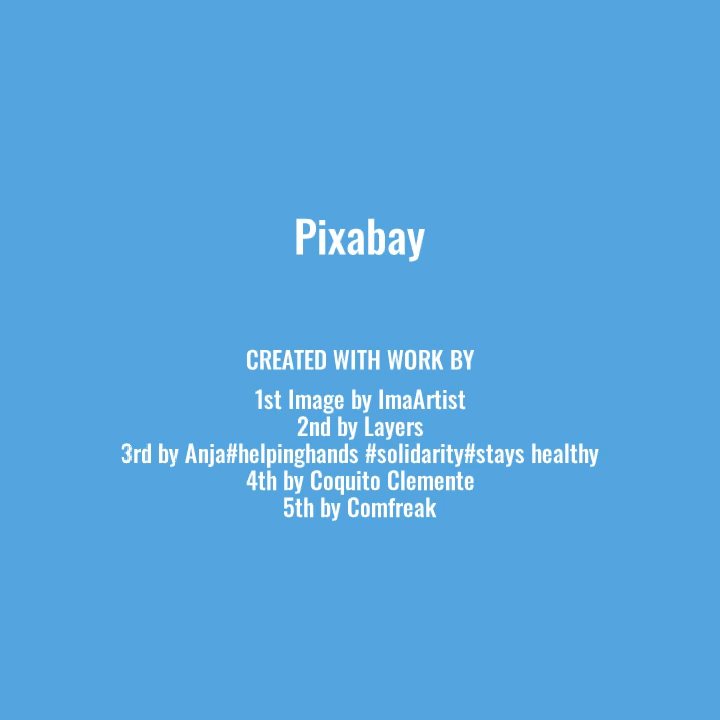 Pixabay
CREATED WITH WORK BY
1st Image by ImaArtist
2nd by Layers
3rd by Anja#helpinghands #solidarity#stays healthy
4th by Coquito Clemente
5th by Comfreak